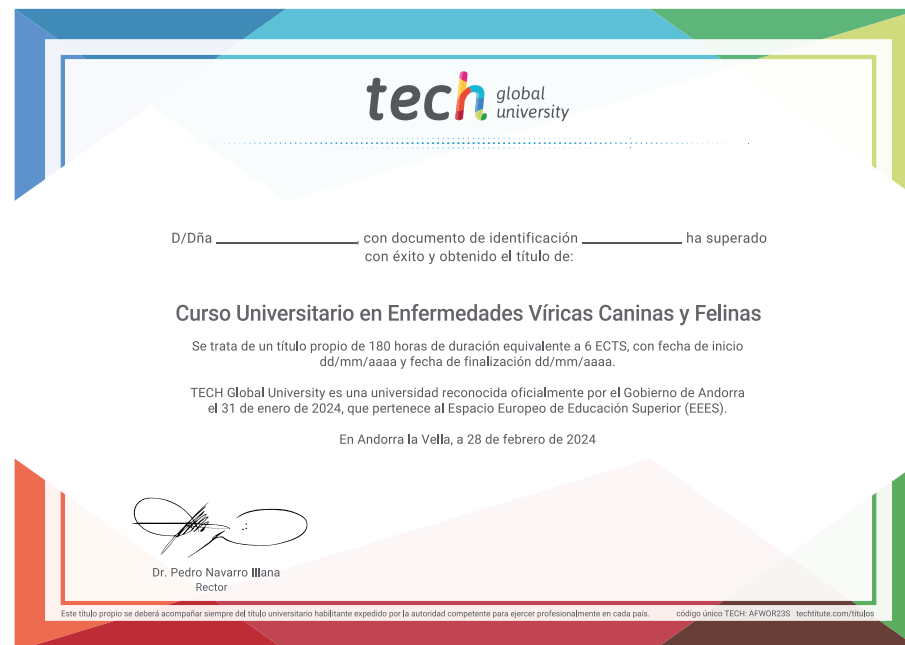 tech global
university
D/Dña ____________________, con documento de identificación ______________ ha superado
con éxito y obtenido el título de:
Curso Universitario en Enfermedades Víricas Caninas y Felinas
Se trata de un título propio de 180 horas de duración equivalente a 6 ECTS, con fecha de inicio
dd/mm/aaaa y fecha de finalización dd/mm/aaaa.
TECH Global University es una universidad reconocida oficialmente por el Gobierno de Andorra
el 31 de enero de 2024, que pertenece al Espacio Europeo de Educación Superior (EEES).
En Andorra la Vella, a 28 de febrero de 2024
Dr. Pedro Navarro Illana
Rector
Este título propio se deberá acompañar siempre del título universitario habilitante expedido por la autoridad competente para ejercer profesionalmente en cada país. código único TECH: AFWOR23S techtitute.com/titulos